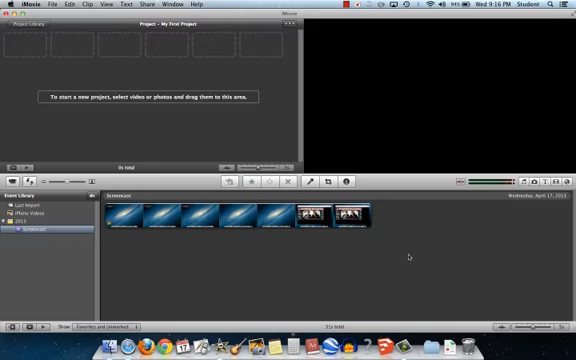 iMovie File Edit Clip View Text Share Window Help
94% Wed 9:16 PM Student
iMovie
Project Library
Project – My First Project
To start a new project, select video or photos and drag them to this area.
0s total
Event Library
Screencast
Wednesday, April 17, 2013
Last Import
iPhoto Videos
2013
Screencast
Show: Favorites and Unmarked
31s total
17